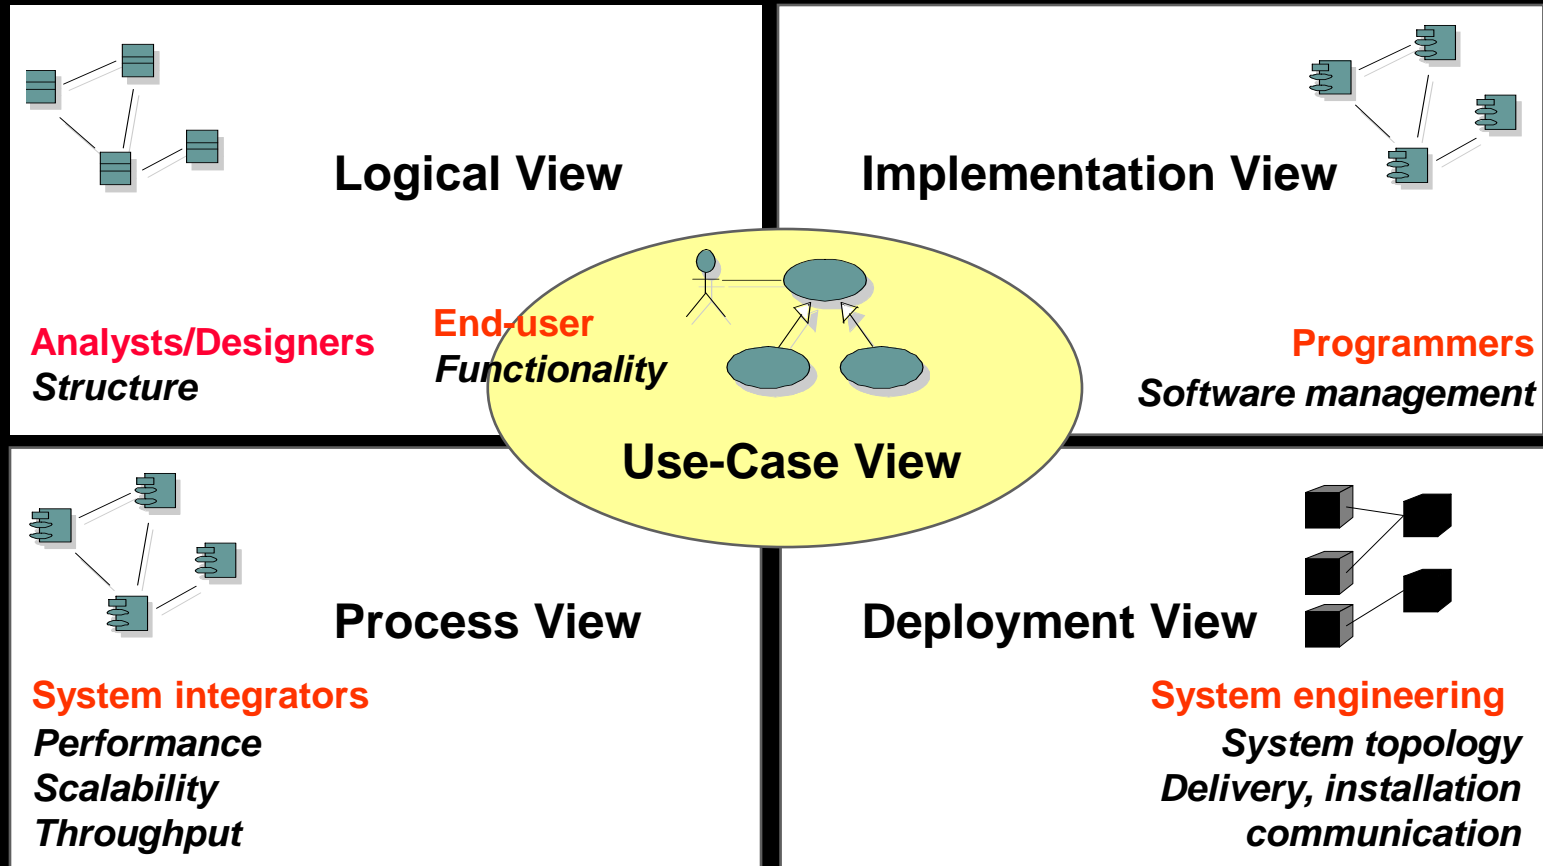 Logical View
Analysts/Designers
Structure
Implementation View
Programmers
Software management
End-user
Functionality
Use-Case View
Process View
System integrators
Performance
Scalability
Throughput
Deployment View
System engineering
System topology
Delivery, installation
communication